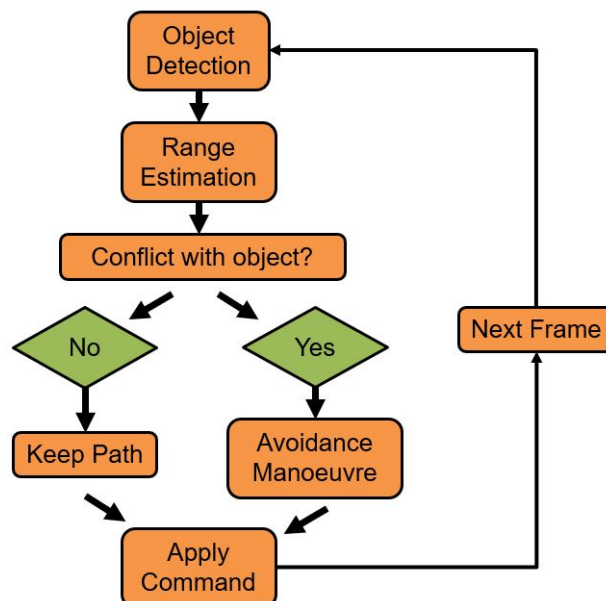 Object
Detection
Range
Estimation
Conflict with object?
No
Yes
Next Frame
Keep Path
Avoidance
Manoeuvre
Apply
Command